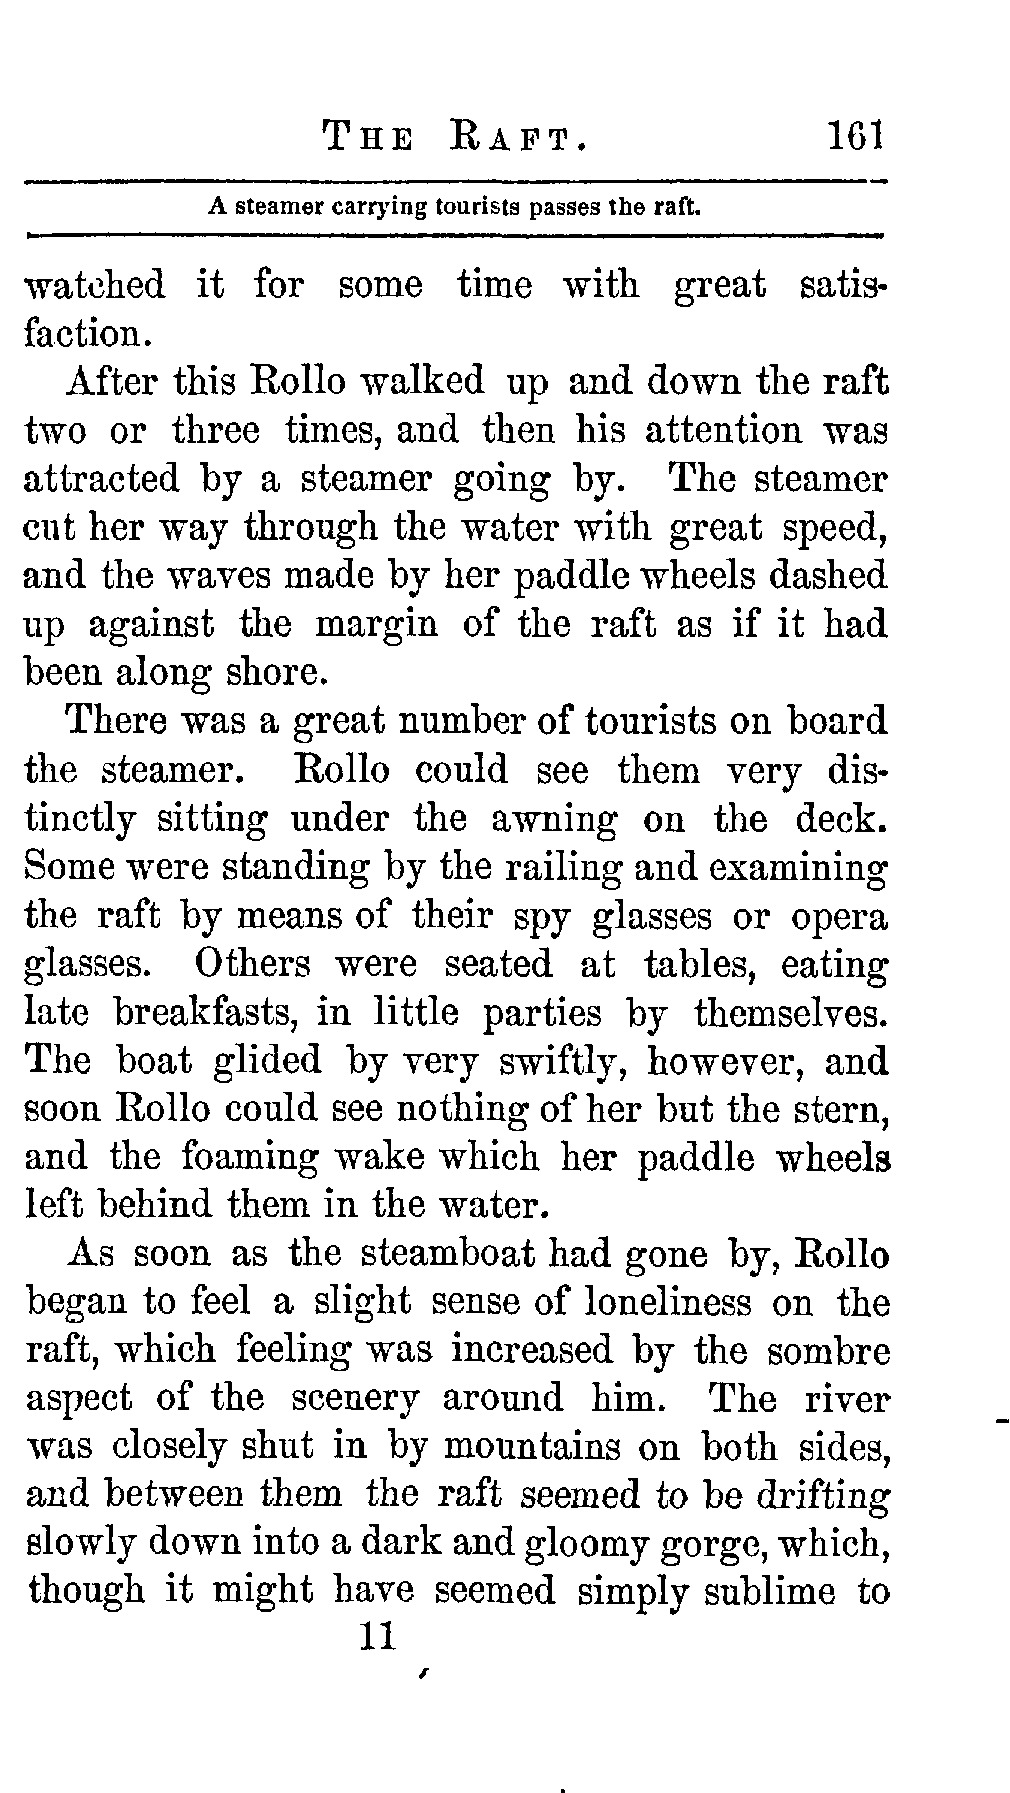 THE RAFT. 161
A steamer carrying tourists passes the raft.
watched it for some time with great satis-
faction.
After this Rollo walked up and down the raft
two or three times, and then his attention was
attracted by a steamer going by. The steamer
cut her way through the water with great speed,
and the waves made by her paddle wheels dashed
up against the margin of the raft as if it had
been along shore.
There was a great number of tourists on board
the steamer. Rollo could see them very dis-
tinctly sitting under the awning on the deck.
Some were standing by the railing and examining
the raft by means of their spy glasses or opera
glasses. Others were seated at tables, eating
late breakfasts, in little parties by themselves.
The boat glided by very swiftly, however, and
soon Rollo could see nothing of her but the stern,
and the foaming wake which her paddle wheels
left behind them in the water.
As soon as the steamboat had gone by, Rollo
began to feel a slight sense of loneliness on the
raft, which feeling was increased by the sombre
aspect of the scenery around him. The river
was closely shut in by mountains on both sides,
and between them the raft seemed to be drifting
slowly down into a dark and gloomy gorge, which,
though it might have seemed simply sublime to
11